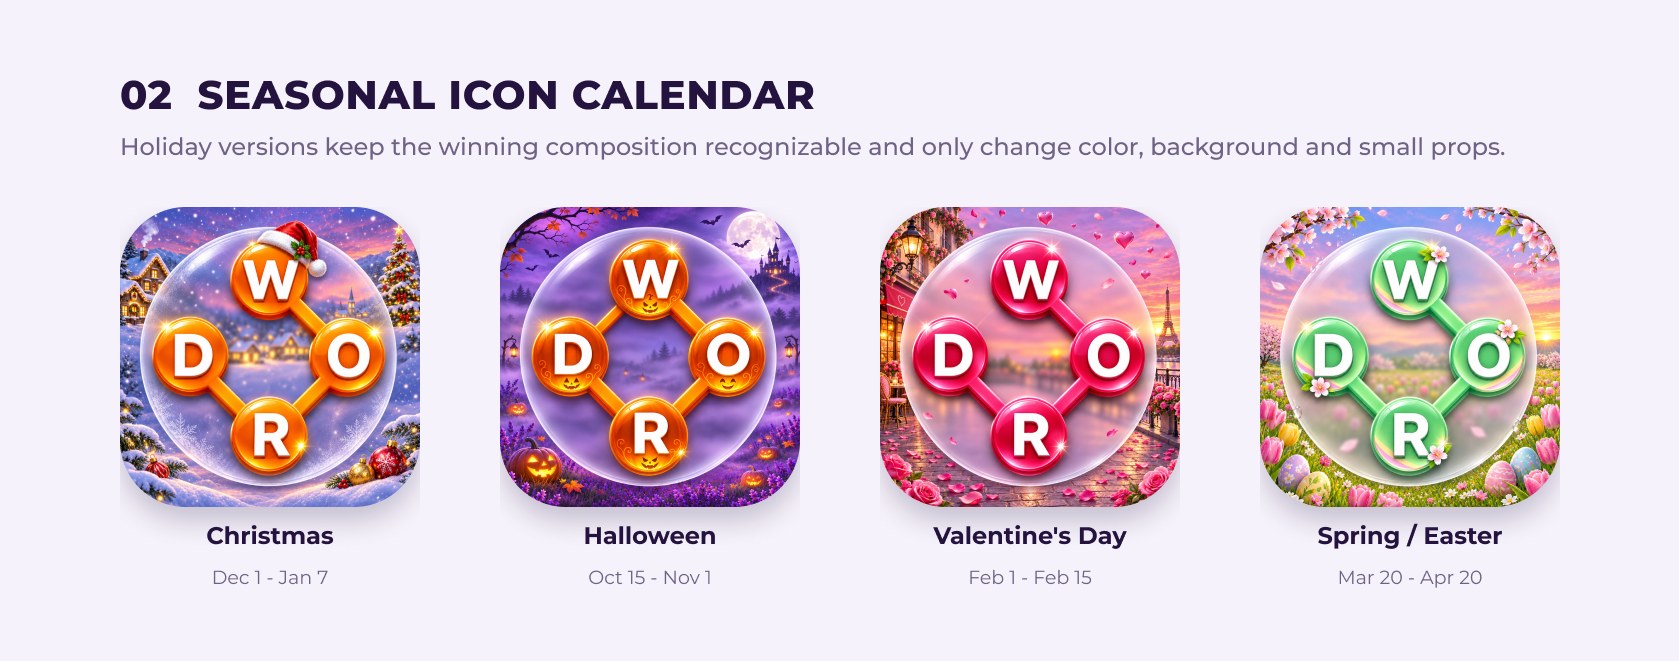 02 SEASONAL ICON CALENDAR
Holiday versions keep the winning composition recognizable and only change color, background and small props.
W
D O
R
W
D O
R
W
D O
R
W
D O
R
Christmas
Dec 1 - Jan 7
Halloween
Oct 15 - Nov 1
Valentine's Day
Feb 1 - Feb 15
Spring / Easter
Mar 20 - Apr 20